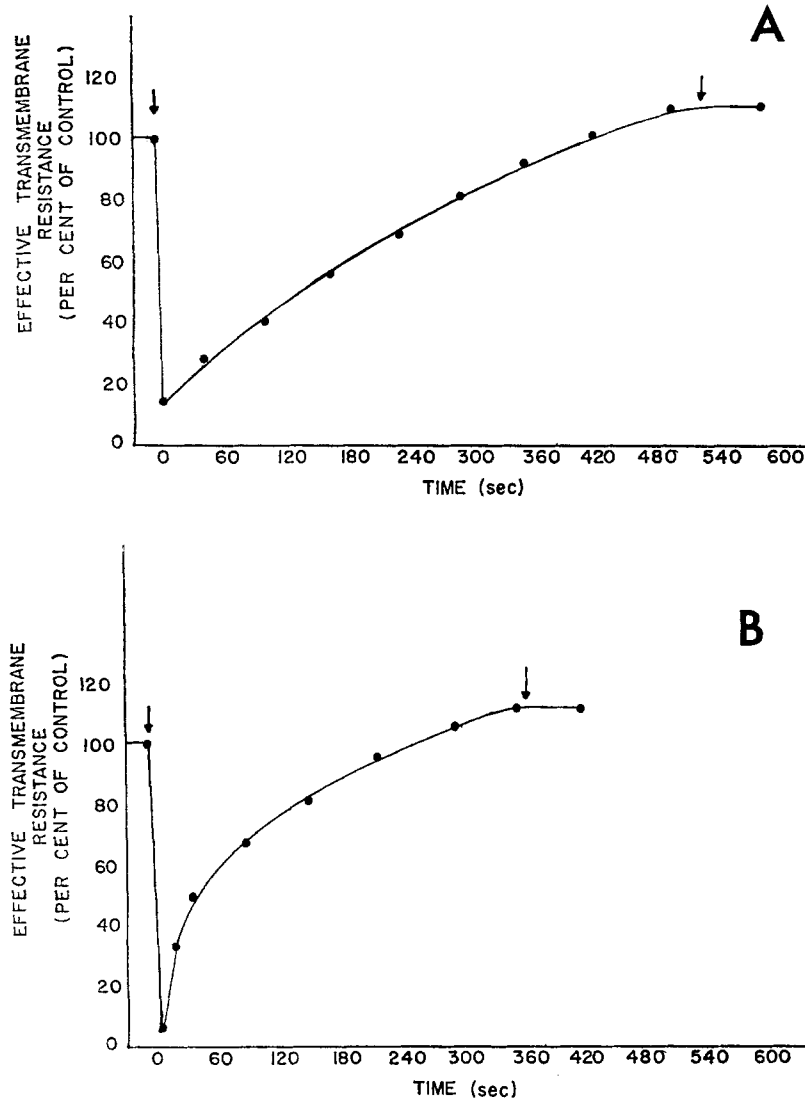 A
EFFECTIVE TRANSMEMBRANE
RESISTANCE
(PER CENT OF CONTROL)
120
100
80
60
40
20
0
0 60 120 180 240 300 360 420 480 540 600
TIME (sec)
B
EFFECTIVE TRANSMEMBRANE
RESISTANCE
(PER CENT OF CONTROL)
120
100
80
60
40
20
0
0 60 120 180 240 300 360 420 480 540 600
TIME (sec)